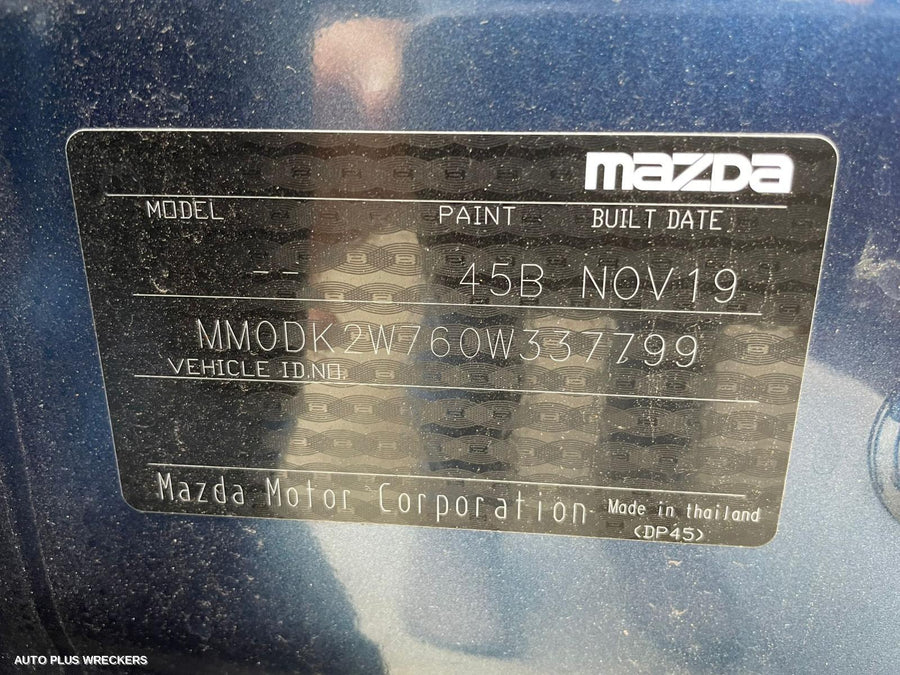 mazda
MODEL PAINT BUILT DATE
-- 45B NOV19
MM0DK2W760W337799
VEHICLE ID.NO.
Mazda Motor Corporation Made in thailand
(DP45)
AUTO PLUS WRECKERS